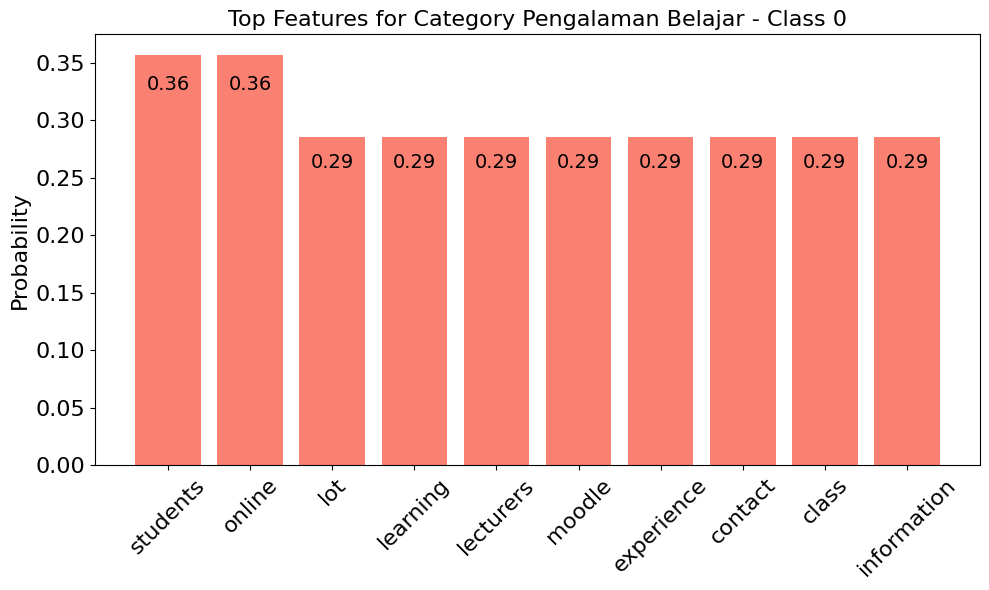 Top Features for Category Pengalaman Belajar - Class 0
Probability
0.35
0.30
0.25
0.20
0.15
0.10
0.05
0.00
0.36 0.36 0.29 0.29 0.29 0.29 0.29 0.29 0.29 0.29
students online lot learning lecturers moodle experience contact class information